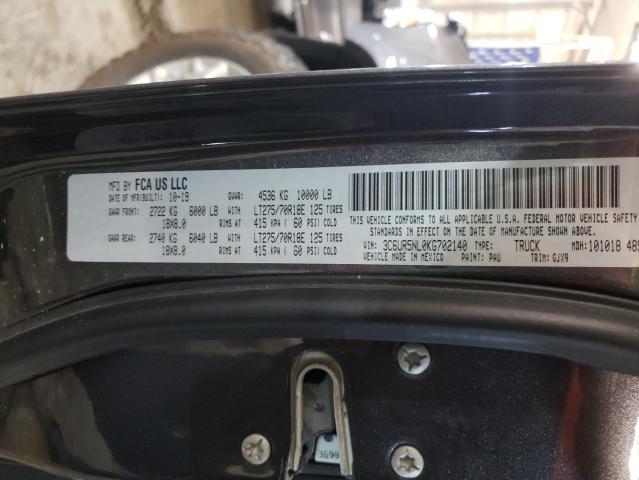 MFD BY FCA US LLC
DATE OF MFR(BUILT): 10-19 GVWR: 4536 KG 10000 LB
GAWR FRONT: 2722 KG 6000 LB WITH LT275/70R18E 125 TIRES
18X8.0 RIMS AT 415 KPA ( 60 PSI) COLD
GAWR REAR: 2740 KG 6040 LB WITH LT275/70R18E 125 TIRES
18X8.0 RIMS AT 415 KPA ( 60 PSI) COLD
THIS VEHICLE CONFORMS TO ALL APPLICABLE U.S.A. FEDERAL MOTOR VEHICLE SAFETY
STANDARDS IN EFFECT ON THE DATE OF MANUFACTURE SHOWN ABOVE.
VIN: 3C6UR5NL0KG702140 TYPE: TRUCK MDH: 101018
VEHICLE MADE IN MEXICO PAINT: PAU TRIM: GJX9
3699